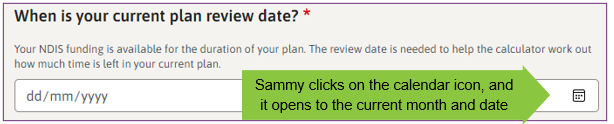 When is your current plan review date? *
Your NDIS funding is available for the duration of your plan. The review date is needed to help the calculator work out
how much time is left in your current plan.
dd/mm/yyyy
Sammy clicks on the calendar icon, and
it opens to the current month and date